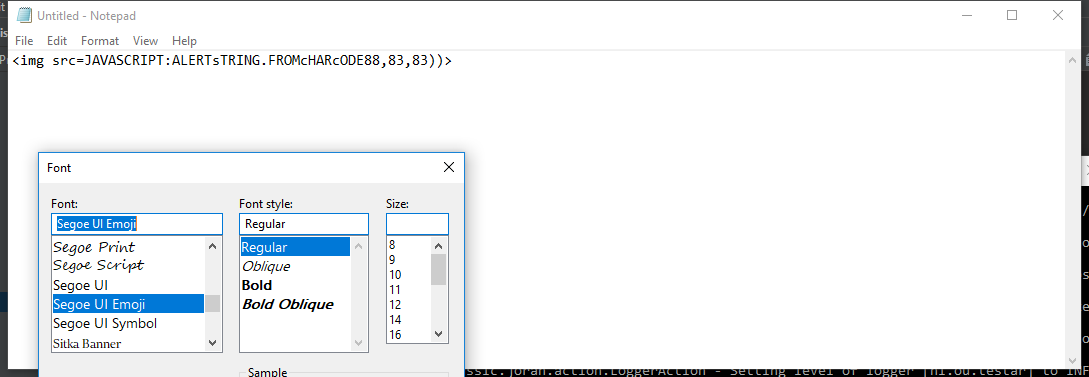 Untitled - Notepad
File Edit Format View Help
<img src=JAVASCRIPT:ALERTsTRING.FROMcHARcODE88,83,83))>
Font
Font: Font style: Size:
Segoe UI Emoji Regular
Segoe Print Regular 8
Segoe Script Oblique 9
Segoe UI Bold 10
Segoe UI Emoji Bold Oblique 11
Segoe UI Symbol 12
Sitka Banner 14
16
Sample
ssic.joran.action.LoggerAction - Setting level of logger [nl.ou.testar] to INF